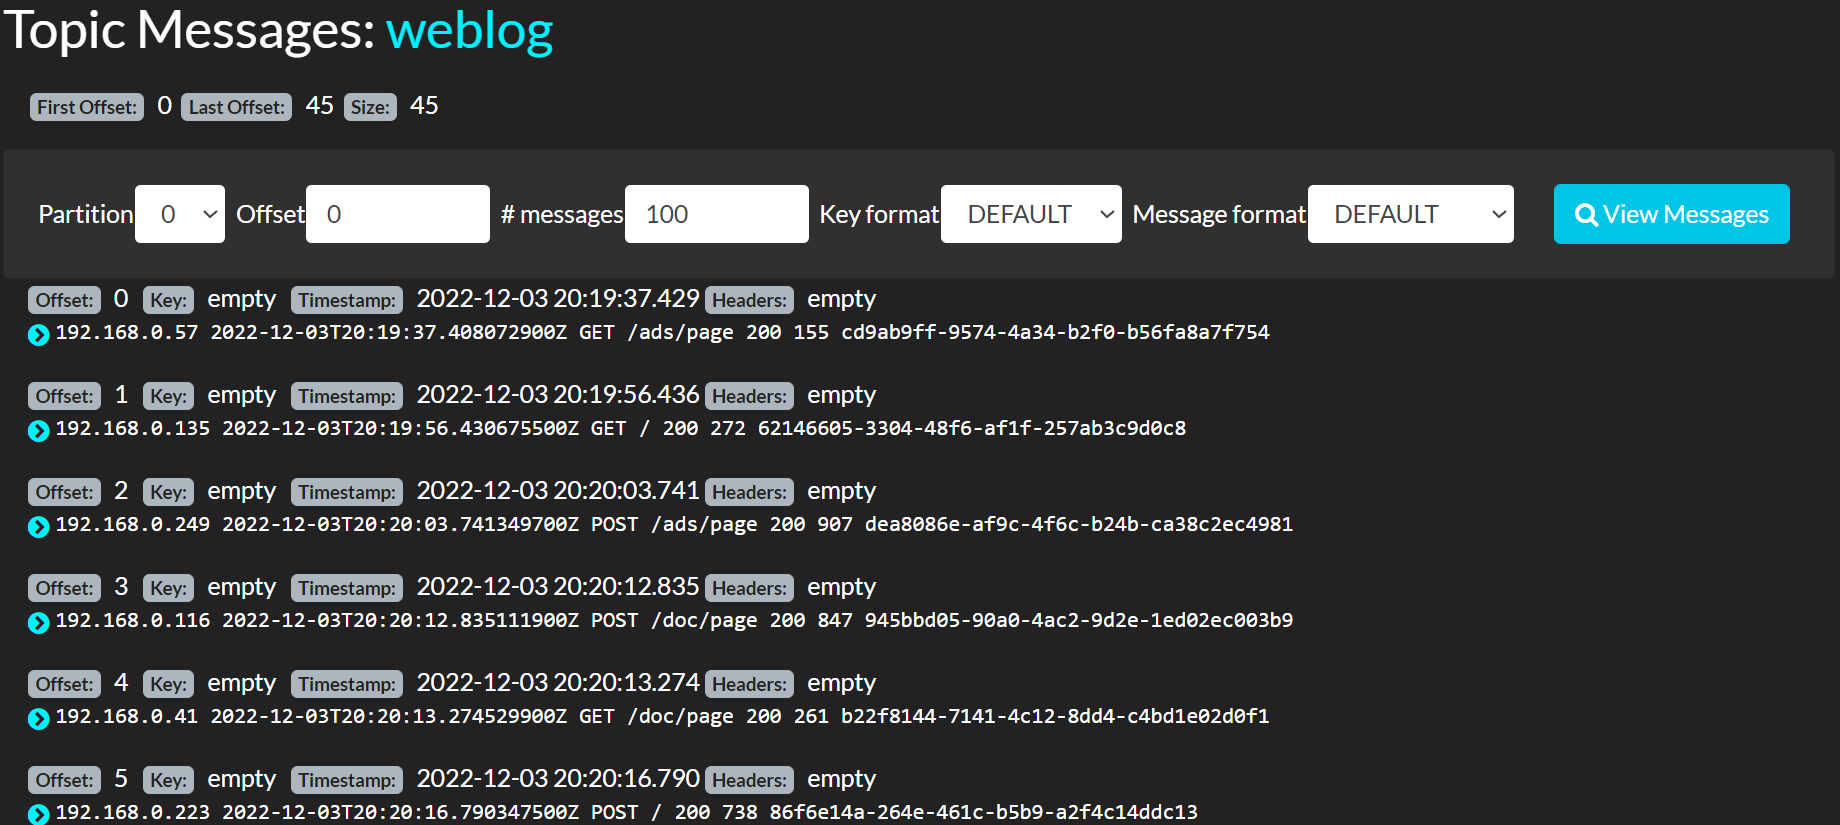 Topic Messages: weblog
First Offset: 0 Last Offset: 45 Size: 45
Partition 0 Offset 0 # messages 100 Key format DEFAULT Message format DEFAULT View Messages
Offset: 0 Key: empty Timestamp: 2022-12-03 20:19:37.429 Headers: empty
192.168.0.57 2022-12-03T20:19:37.408072900Z GET /ads/page 200 155 cd9ab9ff-9574-4a34-b2f0-b56fa8a7f754
Offset: 1 Key: empty Timestamp: 2022-12-03 20:19:56.436 Headers: empty
192.168.0.135 2022-12-03T20:19:56.430675500Z GET / 200 272 62146605-3304-48f6-af1f-257ab3c9d0c8
Offset: 2 Key: empty Timestamp: 2022-12-03 20:20:03.741 Headers: empty
192.168.0.249 2022-12-03T20:20:03.741349700Z POST /ads/page 200 907 dea8086e-af9c-4f6c-b24b-ca38c2ec4981
Offset: 3 Key: empty Timestamp: 2022-12-03 20:20:12.835 Headers: empty
192.168.0.116 2022-12-03T20:20:12.835111900Z POST /doc/page 200 847 945bbd05-90a0-4ac2-9d2e-1ed02ec003b9
Offset: 4 Key: empty Timestamp: 2022-12-03 20:20:13.274 Headers: empty
192.168.0.41 2022-12-03T20:20:13.274529900Z GET /doc/page 200 261 b22f8144-7141-4c12-8dd4-c4bd1e02d0f1
Offset: 5 Key: empty Timestamp: 2022-12-03 20:20:16.790 Headers: empty
192.168.0.223 2022-12-03T20:20:16.790347500Z POST / 200 738 86f6e14a-264e-461c-b5b9-a2f4c14ddc13